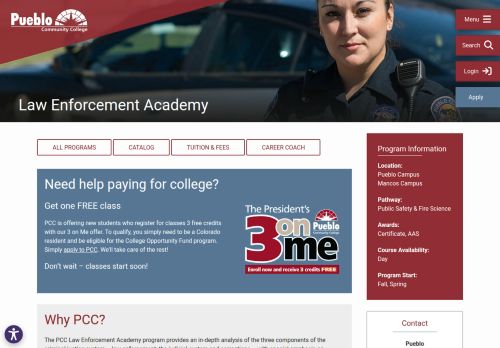 Pueblo
Community College
Menu
Search
Login
Apply
Law Enforcement Academy
ALL PROGRAMS
CATALOG
TUITION & FEES
CAREER COACH
Need help paying for college?
Get one FREE class
PCC is offering new students who register for classes 3 free credits
with our 3 on Me offer. To qualify, you simply need to be a Colorado
resident and be eligible for the College Opportunity Fund program.
Simply apply to PCC. We'll take care of the rest!
Don't wait – classes start soon!
The President's
3 on me
Pueblo
Community College
Enroll now and receive 3 credits FREE
Program Information
Location:
Pueblo Campus
Mancos Campus
Pathway:
Public Safety & Fire Science
Awards:
Certificate, AAS
Course Availability:
Day
Program Start:
Fall, Spring
Contact
Pueblo
Why PCC?
The PCC Law Enforcement Academy program provides an in-depth analysis of the three components of the